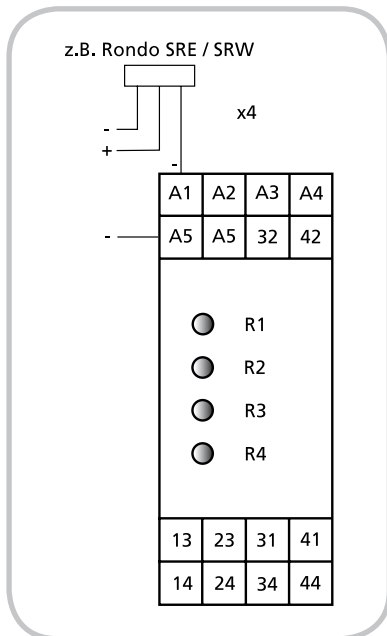 z.B. Rondo SRE / SRW
x4
-
+
-
A1 A2 A3 A4
- A5 A5 32 42
R1
R2
R3
R4
13 23 31 41
14 24 34 44